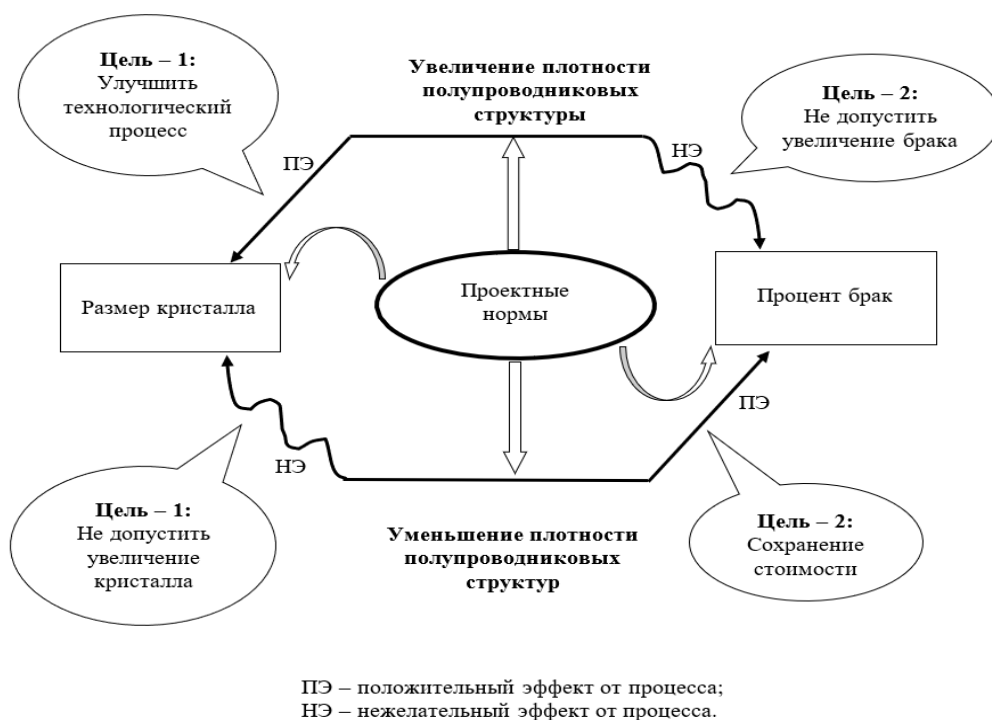 Цель – 1:
Улучшить
технологический
процесс
Увеличение плотности
полупроводниковых
структуры
Цель – 2:
Не допустить
увеличение брака
ПЭ
НЭ
Размер кристалла
Проектные
нормы
Процент брак
НЭ
ПЭ
Цель – 1:
Не допустить
увеличение
кристалла
Уменьшение плотности
полупроводниковых
структур
Цель – 2:
Сохранение
стоимости
ПЭ – положительный эффект от процесса;
НЭ – нежелательный эффект от процесса.